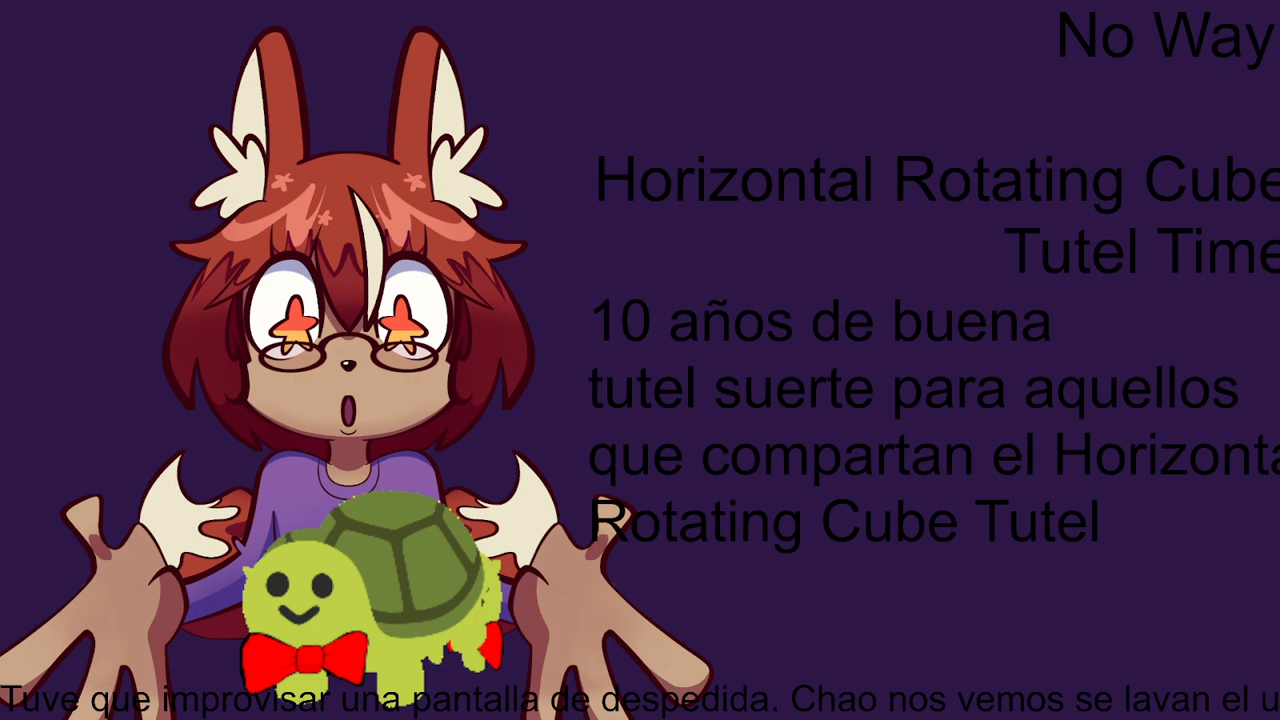 No Way
Horizontal Rotating Cube
Tutel Time
10 años de buena
tutel suerte para aquellos
que compartan el Horizonta
Rotating Cube Tutel
Tuve que improvisar una pantalla de despedida. Chao nos vemos se lavan el u